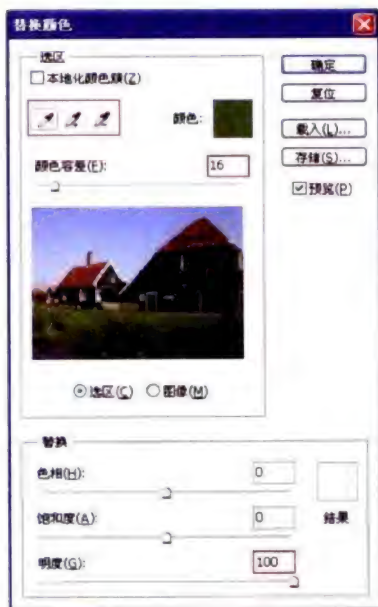 替换颜色
选区
本地化颜色簇(Z)
颜色:
颜色容差(F):
16
选区(C) 图像(M)
确定
复位
载入(L)...
存储(S)...
预览(P)
替换
色相(H):
0
饱和度(A):
0
结果
明度(G):
100